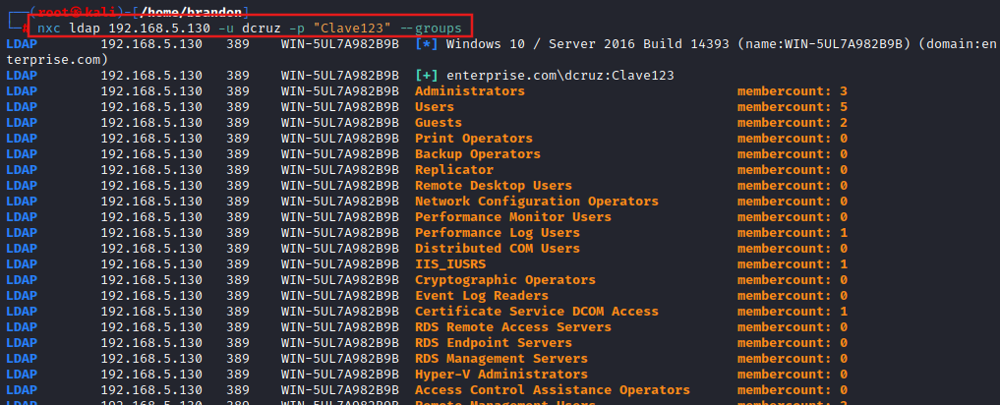 ┌──(root㉿kali)-[/home/brandon]
└─# nxc ldap 192.168.5.130 -u dcruz -p "Clave123" --groups
LDAP 192.168.5.130 389 WIN-5UL7A982B9B [*] Windows 10 / Server 2016 Build 14393 (name:WIN-5UL7A982B9B) (domain:en
terprise.com)
LDAP 192.168.5.130 389 WIN-5UL7A982B9B [+] enterprise.com\dcruz:Clave123
LDAP 192.168.5.130 389 WIN-5UL7A982B9B Administrators membercount: 3
LDAP 192.168.5.130 389 WIN-5UL7A982B9B Users membercount: 5
LDAP 192.168.5.130 389 WIN-5UL7A982B9B Guests membercount: 2
LDAP 192.168.5.130 389 WIN-5UL7A982B9B Print Operators membercount: 0
LDAP 192.168.5.130 389 WIN-5UL7A982B9B Backup Operators membercount: 0
LDAP 192.168.5.130 389 WIN-5UL7A982B9B Replicator membercount: 0
LDAP 192.168.5.130 389 WIN-5UL7A982B9B Remote Desktop Users membercount: 0
LDAP 192.168.5.130 389 WIN-5UL7A982B9B Network Configuration Operators membercount: 0
LDAP 192.168.5.130 389 WIN-5UL7A982B9B Performance Monitor Users membercount: 0
LDAP 192.168.5.130 389 WIN-5UL7A982B9B Performance Log Users membercount: 1
LDAP 192.168.5.130 389 WIN-5UL7A982B9B Distributed COM Users membercount: 0
LDAP 192.168.5.130 389 WIN-5UL7A982B9B IIS_IUSRS membercount: 1
LDAP 192.168.5.130 389 WIN-5UL7A982B9B Cryptographic Operators membercount: 0
LDAP 192.168.5.130 389 WIN-5UL7A982B9B Event Log Readers membercount: 0
LDAP 192.168.5.130 389 WIN-5UL7A982B9B Certificate Service DCOM Access membercount: 1
LDAP 192.168.5.130 389 WIN-5UL7A982B9B RDS Remote Access Servers membercount: 0
LDAP 192.168.5.130 389 WIN-5UL7A982B9B RDS Endpoint Servers membercount: 0
LDAP 192.168.5.130 389 WIN-5UL7A982B9B RDS Management Servers membercount: 0
LDAP 192.168.5.130 389 WIN-5UL7A982B9B Hyper-V Administrators membercount: 0
LDAP 192.168.5.130 389 WIN-5UL7A982B9B Access Control Assistance Operators membercount: 0
LDAP 192.168.5.130 389 WIN-5UL7A982B9B Remote Management Users membercount: